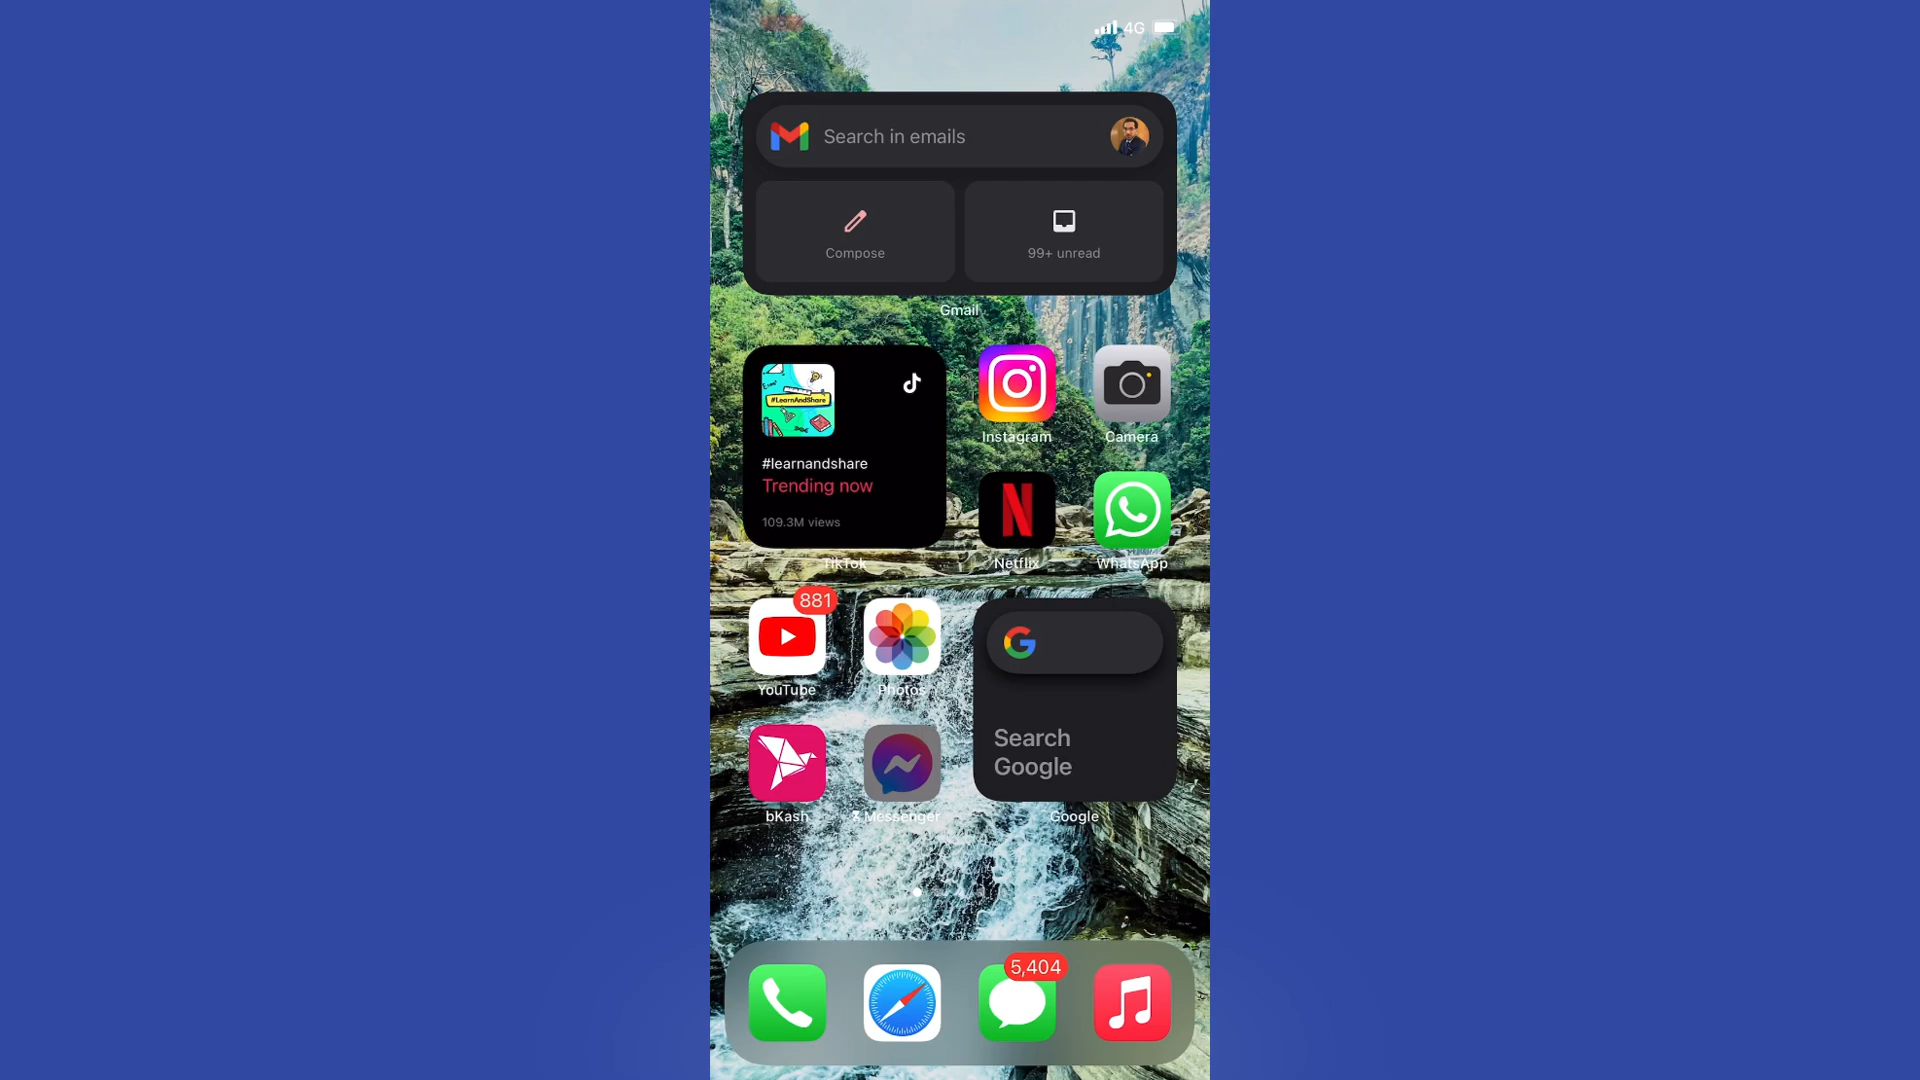 4G
Search in emails
Compose
99+ unread
Gmail
#LearnAndShare
#learnandshare
Trending now
109.3M views
TikTok
Instagram
Camera
Netflix
WhatsApp
881
YouTube
Photos
Search
Google
bKash
Messenger
Google
5,404